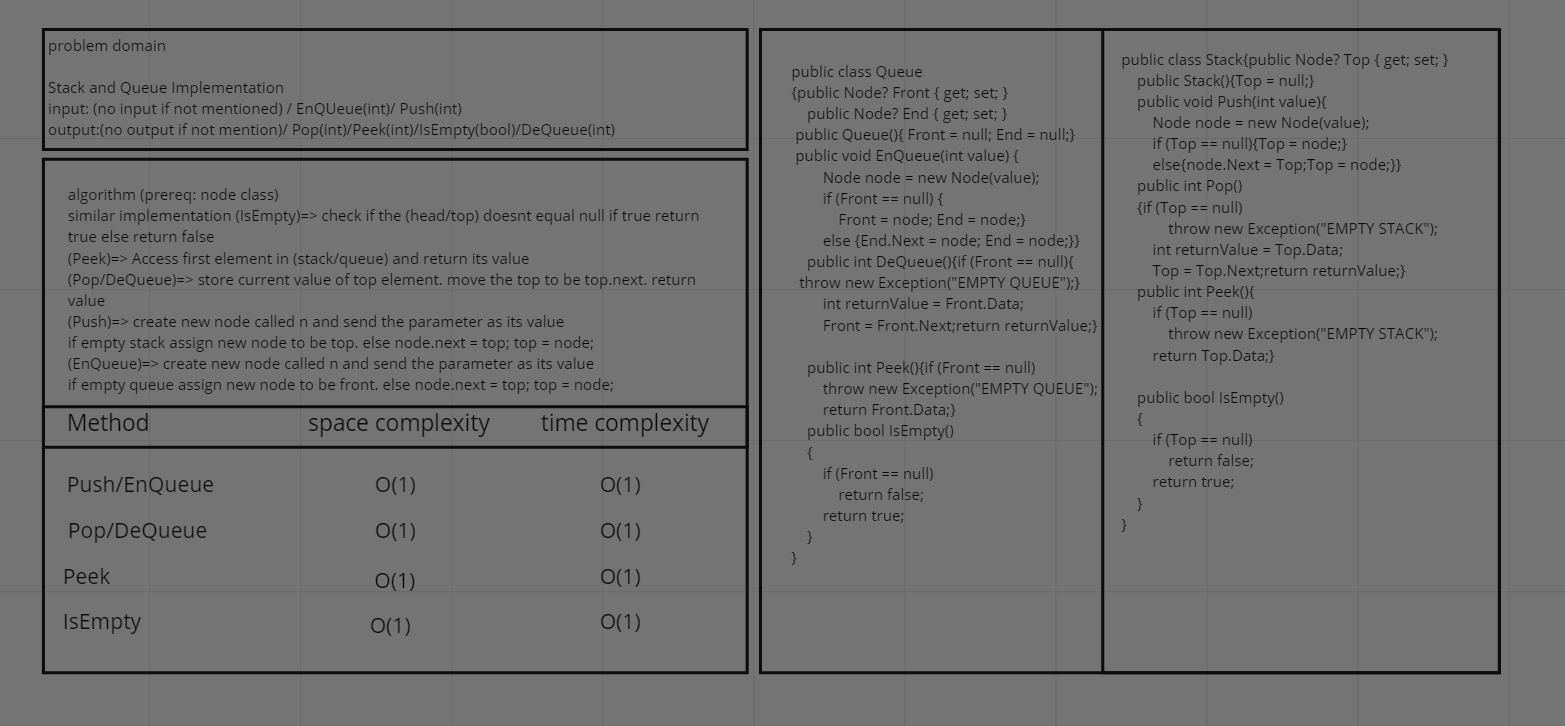 problem domain
Stack and Queue Implementation
input: (no input if not mentioned) / EnQUeue(int)/ Push(int)
output:(no output if not mention)/ Pop(int)/Peek(int)/IsEmpty(bool)/DeQueue(int)
algorithm (prereq: node class)
similar implementation (IsEmpty)=> check if the (head/top) doesnt equal null if true return
true else return false
(Peek)=> Access first element in (stack/queue) and return its value
(Pop/DeQueue)=> store current value of top element. move the top to be top.next. return
value
(Push)=> create new node called n and send the parameter as its value
if empty stack assign new node to be top. else node.next = top; top = node;
(EnQueue)=> create new node called n and send the parameter as its value
if empty queue assign new node to be front. else node.next = top; top = node;
Method space complexity time complexity
Push/EnQueue O(1) O(1)
Pop/DeQueue O(1) O(1)
Peek O(1) O(1)
IsEmpty O(1) O(1)
public class Queue
{public Node? Front { get; set; }
public Node? End { get; set; }
public Queue(){ Front = null; End = null;}
public void EnQueue(int value) {
Node node = new Node(value);
if (Front == null) {
Front = node; End = node;}
else {End.Next = node; End = node;}}
public int DeQueue(){if (Front == null){
throw new Exception("EMPTY QUEUE");}
int returnValue = Front.Data;
Front = Front.Next;return returnValue;}
public int Peek(){if (Front == null)
throw new Exception("EMPTY QUEUE");
return Front.Data;}
public bool IsEmpty()
{
if (Front == null)
return false;
return true;
}
}
public class Stack{public Node? Top { get; set; }
public Stack(){Top = null;}
public void Push(int value){
Node node = new Node(value);
if (Top == null){Top = node;}
else{node.Next = Top;Top = node;}}
public int Pop()
{if (Top == null)
throw new Exception("EMPTY STACK");
int returnValue = Top.Data;
Top = Top.Next;return returnValue;}
public int Peek(){
if (Top == null)
throw new Exception("EMPTY STACK");
return Top.Data;}
public bool IsEmpty()
{
if (Top == null)
return false;
return true;
}
}